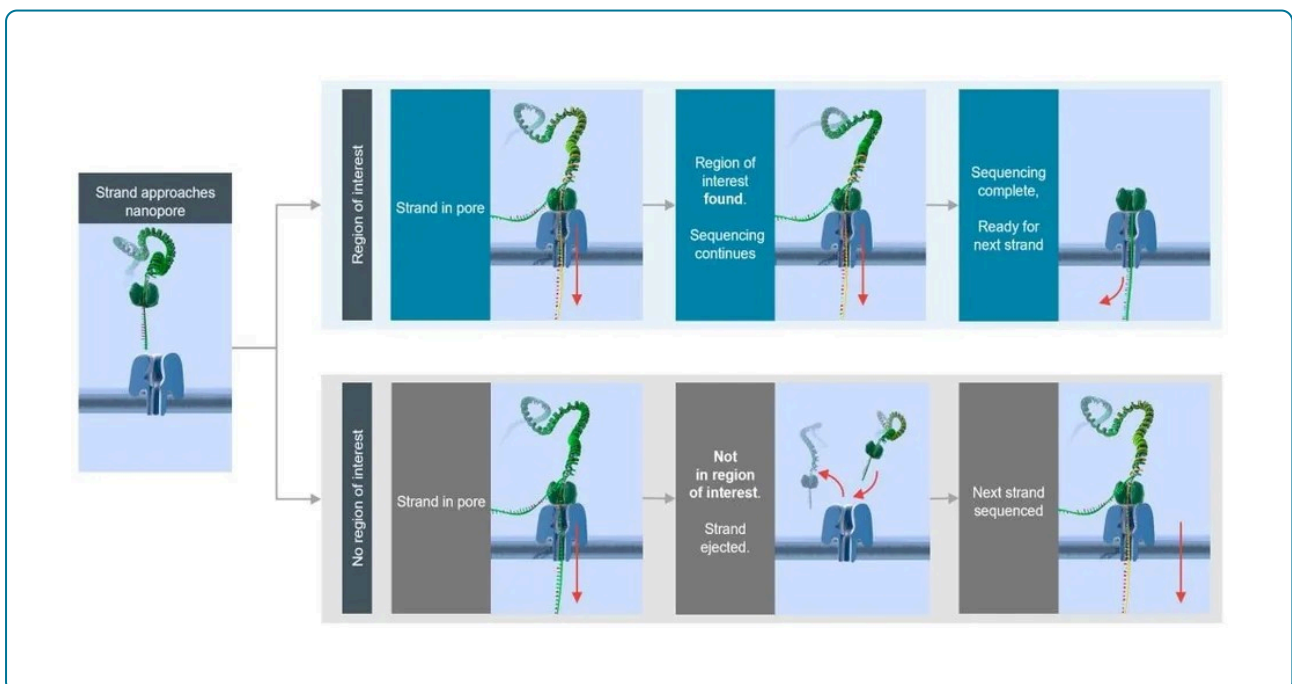 Strand approaches
nanopore
Region of interest
Strand in pore
Region of
interest
found.
Sequencing
continues
Sequencing
complete,
Ready for
next strand
No region of interest
Strand in pore
Not
in region
of interest.
Strand
ejected.
Next strand
sequenced